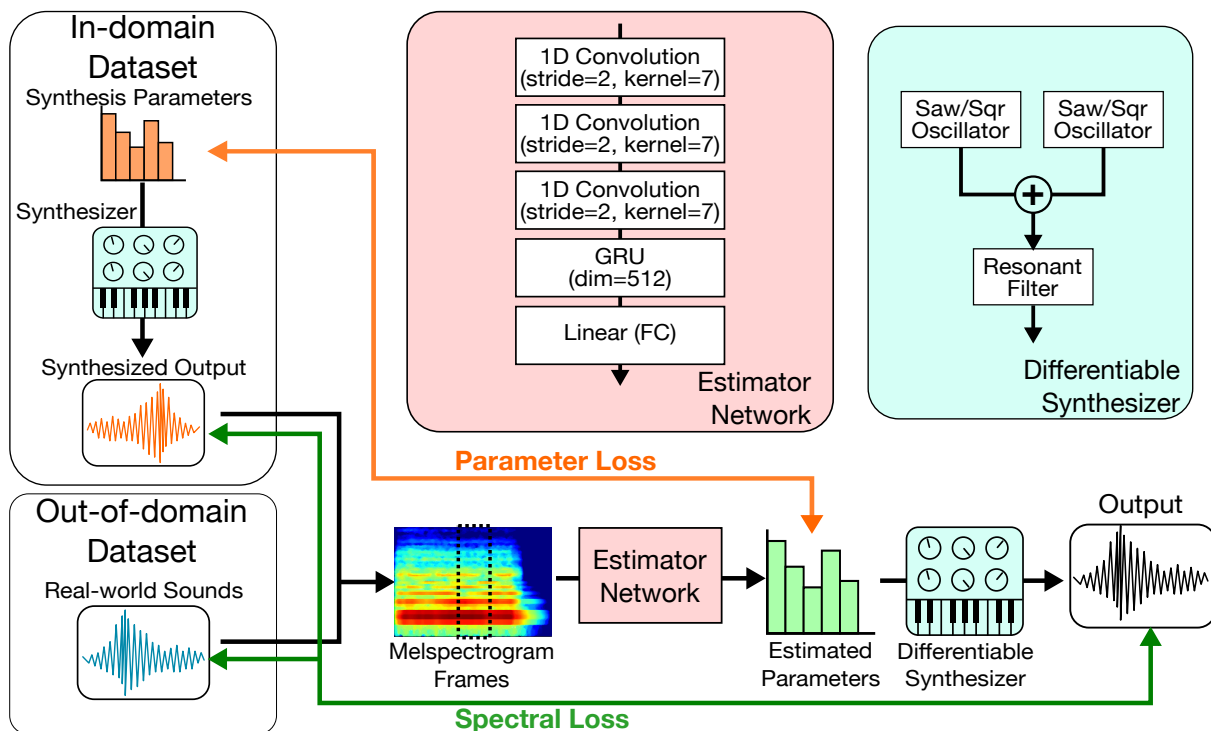 In-domain
Dataset
Synthesis Parameters
Synthesizer
Synthesized Output
1D Convolution
(stride=2, kernel=7)
1D Convolution
(stride=2, kernel=7)
1D Convolution
(stride=2, kernel=7)
GRU
(dim=512)
Linear (FC)
Estimator
Network
Saw/Sqr
Oscillator
Saw/Sqr
Oscillator
+
Resonant
Filter
Differentiable
Synthesizer
Parameter Loss
Out-of-domain
Dataset
Real-world Sounds
Melspectrogram
Frames
Estimator
Network
Estimated
Parameters
Differentiable
Synthesizer
Output
Spectral Loss